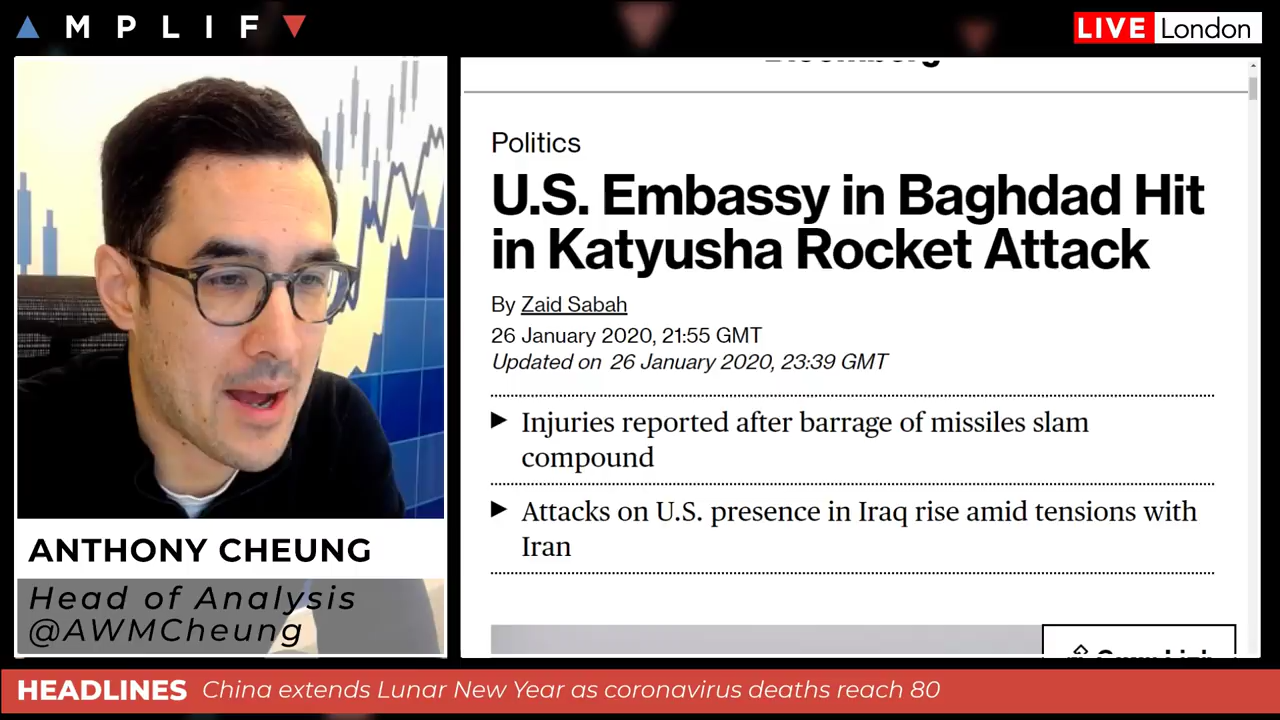 AMPLIFY
LIVE London
Politics
U.S. Embassy in Baghdad Hit
in Katyusha Rocket Attack
By Zaid Sabah
26 January 2020, 21:55 GMT
Updated on 26 January 2020, 23:39 GMT
Injuries reported after barrage of missiles slam
compound
Attacks on U.S. presence in Iraq rise amid tensions with
Iran
ANTHONY CHEUNG
Head of Analysis
@AWMCheung
HEADLINES China extends Lunar New Year as coronavirus deaths reach 80